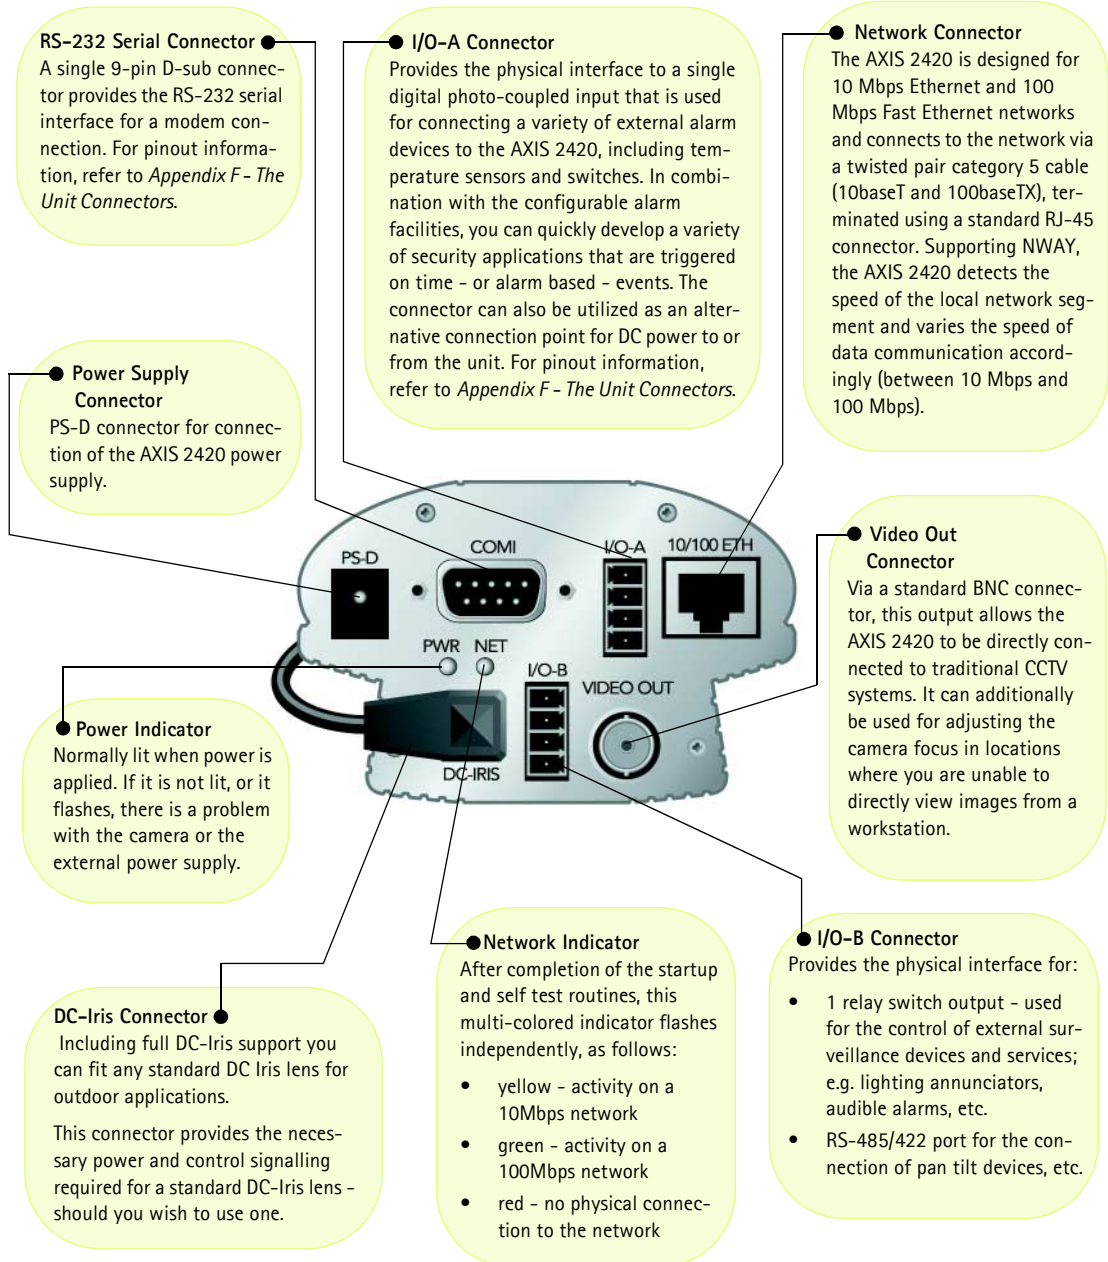 RS-232 Serial Connector
A single 9-pin D-sub connec-
tor provides the RS-232 serial
interface for a modem con-
nection. For pinout informa-
tion, refer to Appendix F - The
Unit Connectors.
I/O-A Connector
Provides the physical interface to a single
digital photo-coupled input that is used
for connecting a variety of external alarm
devices to the AXIS 2420, including tem-
perature sensors and switches. In combi-
nation with the configurable alarm
facilities, you can quickly develop a variety
of security applications that are triggered
on time - or alarm based - events. The
connector can also be utilized as an alter-
native connection point for DC power to or
from the unit. For pinout information,
refer to Appendix F - The Unit Connectors.
Network Connector
The AXIS 2420 is designed for
10 Mbps Ethernet and 100
Mbps Fast Ethernet networks
and connects to the network via
a twisted pair category 5 cable
(10baseT and 100baseTX), ter-
minated using a standard RJ-45
connector. Supporting NWAY,
the AXIS 2420 detects the
speed of the local network seg-
ment and varies the speed of
data communication accord-
ingly (between 10 Mbps and
100 Mbps).
Power Supply
Connector
PS-D connector for connec-
tion of the AXIS 2420 power
supply.
PS-D
COMI
I/O-A
10/100 ETH
PWR
NET
I/O-B
VIDEO OUT
DC-IRIS
Video Out
Connector
Via a standard BNC connec-
tor, this output allows the
AXIS 2420 to be directly con-
nected to traditional CCTV
systems. It can additionally
be used for adjusting the
camera focus in locations
where you are unable to
directly view images from a
workstation.
Power Indicator
Normally lit when power is
applied. If it is not lit, or it
flashes, there is a problem
with the camera or the
external power supply.
DC-Iris Connector
Including full DC-Iris support you
can fit any standard DC Iris lens for
outdoor applications.
This connector provides the neces-
sary power and control signalling
required for a standard DC-Iris lens -
should you wish to use one.
Network Indicator
After completion of the startup
and self test routines, this
multi-colored indicator flashes
independently, as follows:
• yellow - activity on a
10Mbps network
• green - activity on a
100Mbps network
• red - no physical connec-
tion to the network
I/O-B Connector
Provides the physical interface for:
• 1 relay switch output - used
for the control of external sur-
veillance devices and services;
e.g. lighting annunciators,
audible alarms, etc.
• RS-485/422 port for the con-
nection of pan tilt devices, etc.